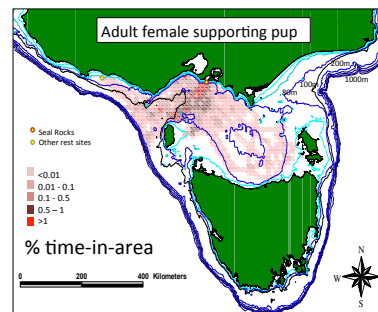 Adult female supporting pup
200m
100m
1000m
80m
Seal Rocks
Other rest sites
<0.01
0.01 - 0.1
0.1 - 0.5
0.5 – 1
>1
% time-in-area
0 200 400 Kilometers
N
W E
S